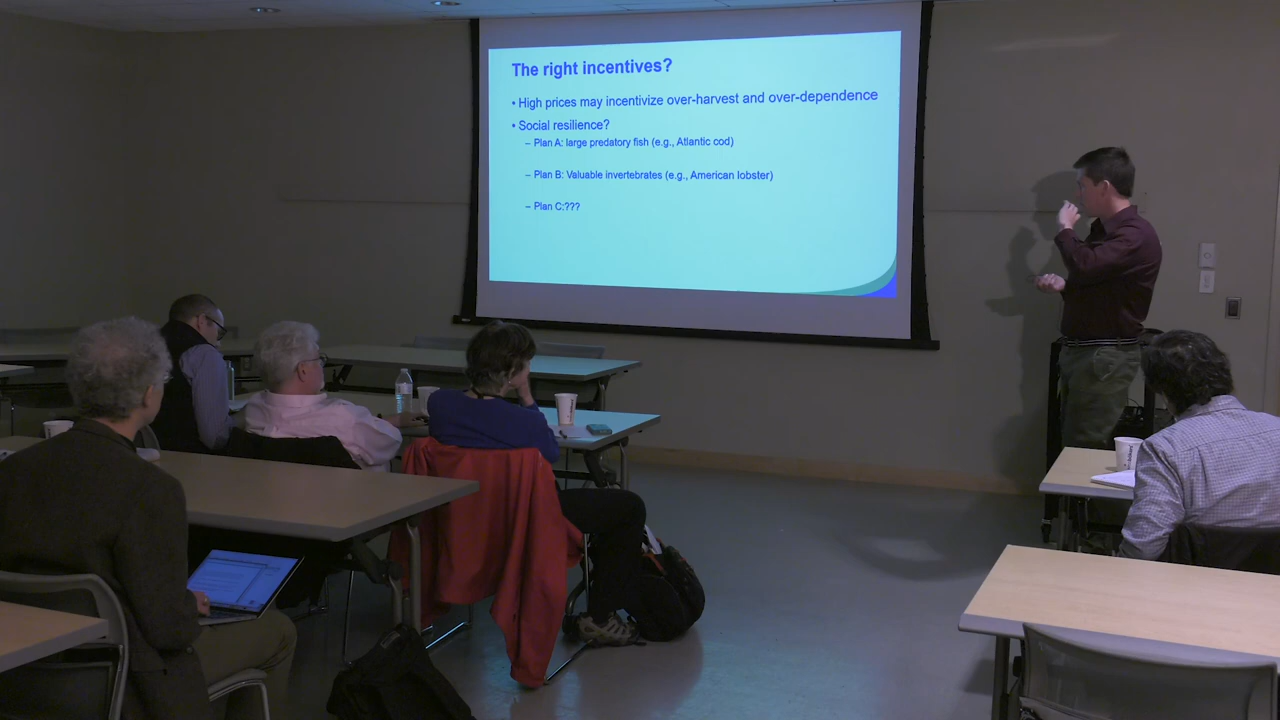 The right incentives?
• High prices may incentivize over-harvest and over-dependence
• Social resilience?
– Plan A: large predatory fish (e.g., Atlantic cod)
– Plan B: Valuable invertebrates (e.g., American lobster)
– Plan C:???